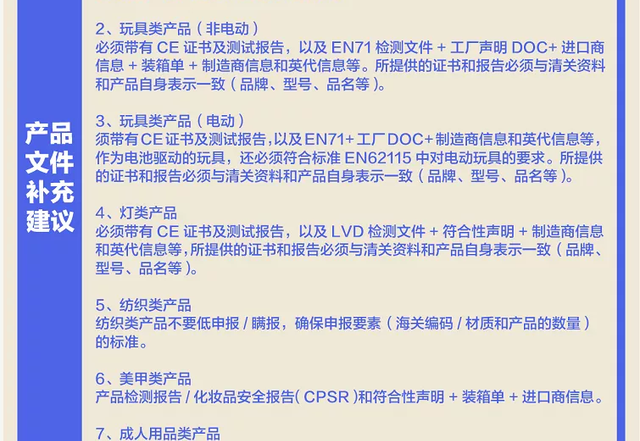 产品
文件
补充
建议
2、玩具类产品（非电动）
必须带有 CE 证书及测试报告，以及 EN71 检测文件 + 工厂声明 DOC+ 进口商
信息 + 装箱单 + 制造商信息和英代信息等。所提供的证书和报告必须与清关资料
和产品自身表示一致（品牌、型号、品名等）。
3、玩具类产品（电动）
须带有CE证书及测试报告，以及EN71+工厂DOC+制造商信息和英代信息等，
作为电池驱动的玩具，还必须符合标准 EN62115 中对电动玩具的要求。所提供
的证书和报告必须与清关资料和产品自身表示一致（品牌、型号、品名等）。
4、灯类产品
必须带有 CE 证书及测试报告，以及 LVD 检测文件 + 符合性声明 + 制造商信息
和英代信息等，所提供的证书和报告必须与清关资料和产品自身表示一致（品牌、
型号、品名等）。
5、纺织类产品
纺织类产品不要低申报 / 瞒报，确保申报要素（海关编码 / 材质和产品的数量）
的标准。
6、美甲类产品
产品检测报告 / 化妆品安全报告（CPSR）和符合性声明 + 装箱单 + 进口商信息。
7、成人用品类产品